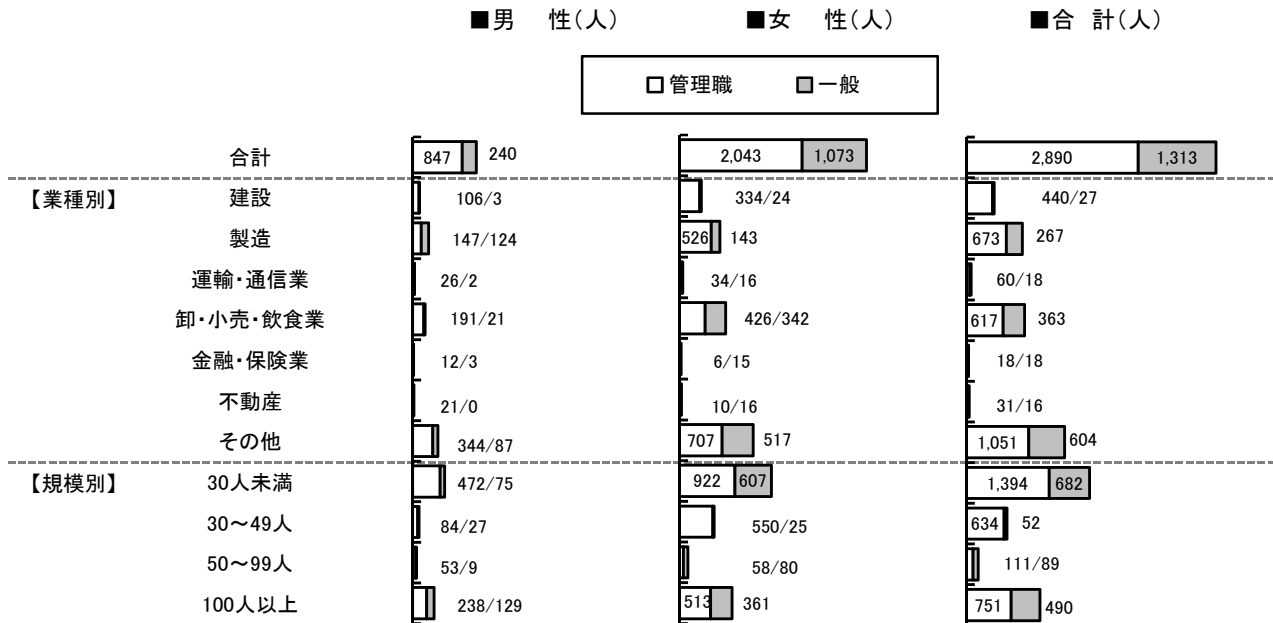 ■男　性(人)　■女　性(人)　■合 計(人)
□管理職　■一般
合計 847 240 2,043 1,073 2,890 1,313
【業種別】 建設 106/3 334/24 440/27
製造 147/124 526 143 673 267
運輸・通信業 26/2 34/16 60/18
卸・小売・飲食業 191/21 426/342 617 363
金融・保険業 12/3 6/15 18/18
不動産 21/0 10/16 31/16
その他 344/87 707 517 1,051 604
【規模別】 30人未満 472/75 922 607 1,394 682
30～49人 84/27 550/25 634 52
50～99人 53/9 58/80 111/89
100人以上 238/129 513 361 751 490